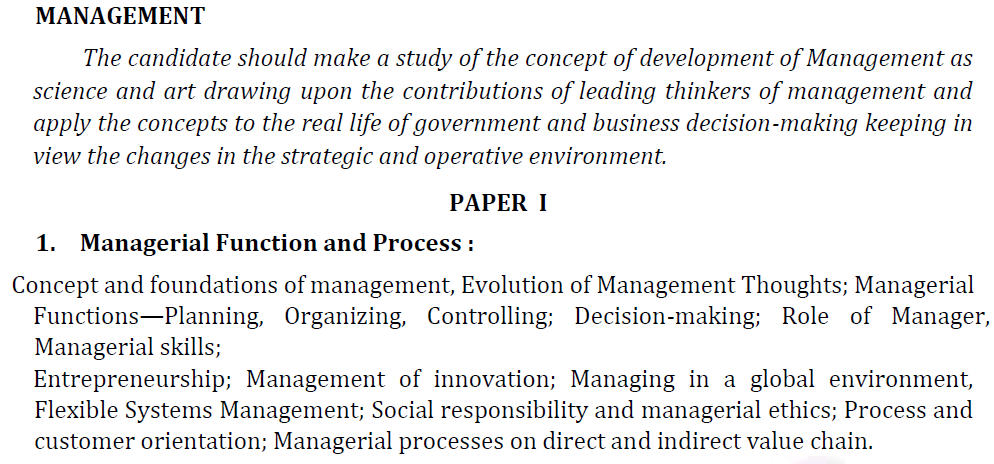 MANAGEMENT
The candidate should make a study of the concept of development of Management as
science and art drawing upon the contributions of leading thinkers of management and
apply the concepts to the real life of government and business decision-making keeping in
view the changes in the strategic and operative environment.
PAPER I
1. Managerial Function and Process :
Concept and foundations of management, Evolution of Management Thoughts; Managerial
Functions—Planning, Organizing, Controlling; Decision-making; Role of Manager,
Managerial skills;
Entrepreneurship; Management of innovation; Managing in a global environment,
Flexible Systems Management; Social responsibility and managerial ethics; Process and
customer orientation; Managerial processes on direct and indirect value chain.